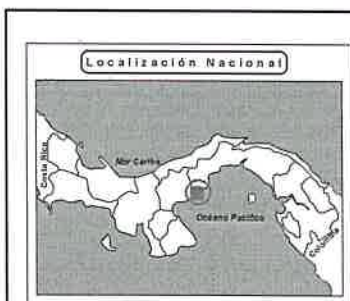 Localización Nacional
Costa Rica
Mar Caribe
Océano Pacífico
Colombia